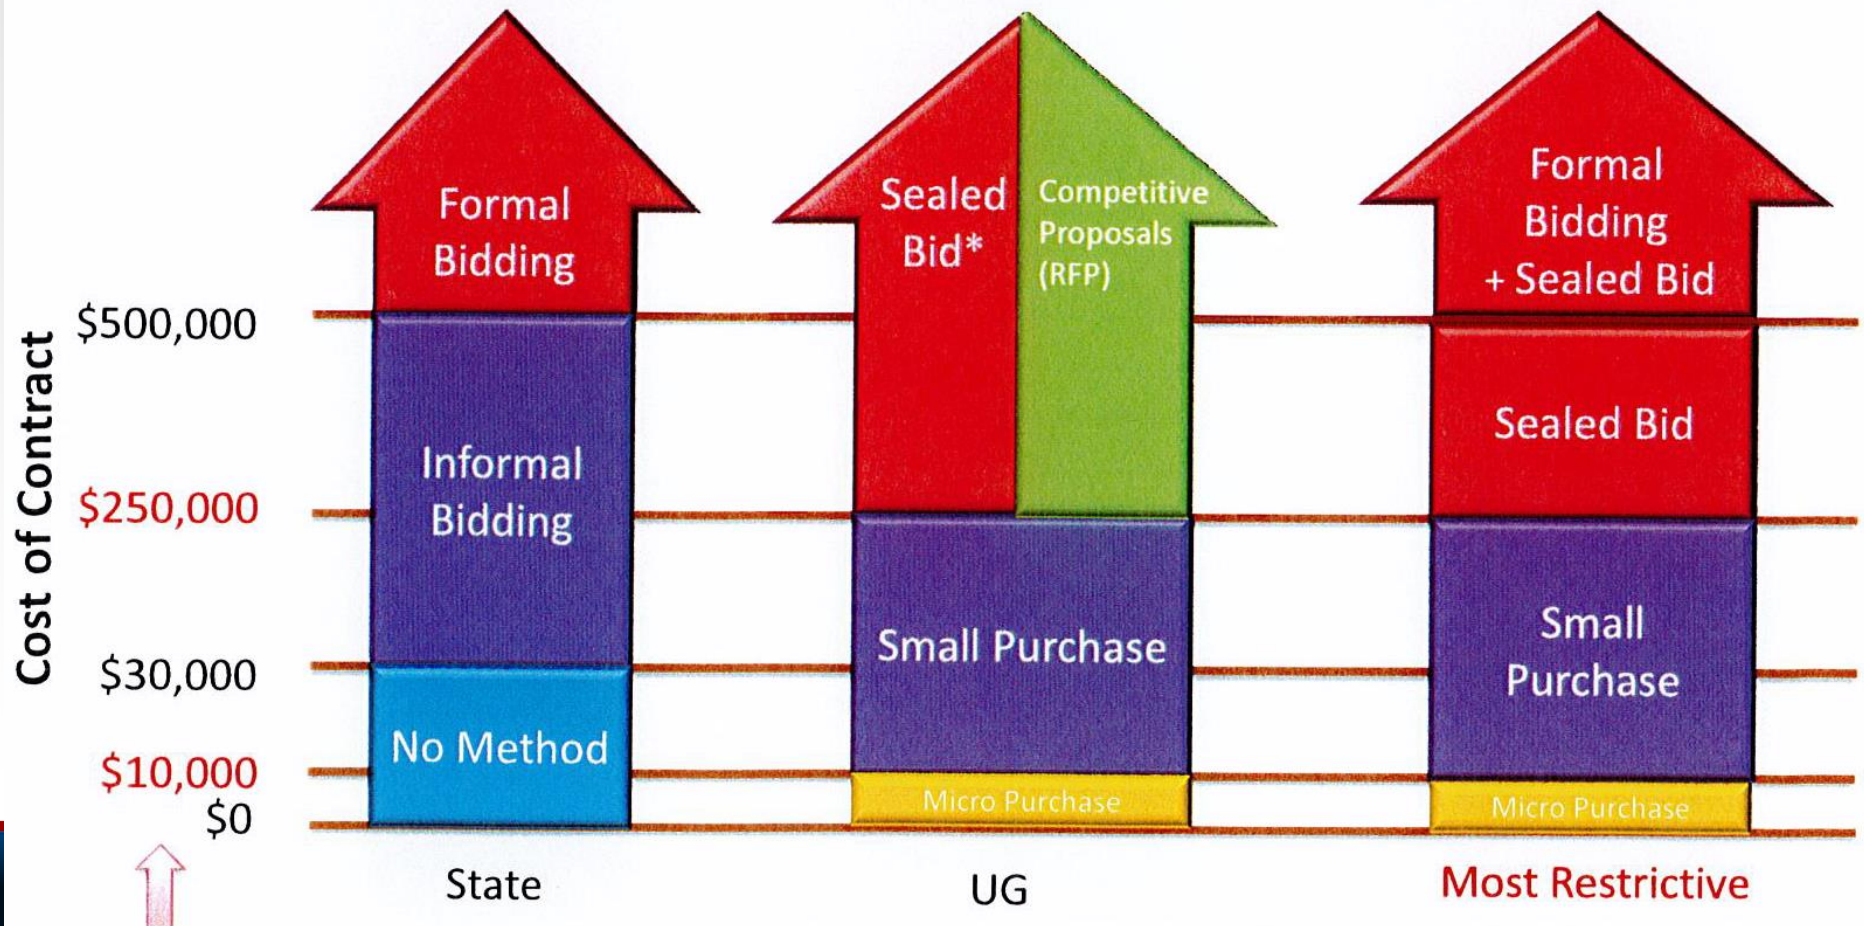 Cost of Contract
$500,000
$250,000
$30,000
$10,000
$0
Formal
Bidding
Informal
Bidding
No Method
State
Sealed
Bid*
Competitive
Proposals
(RFP)
Small Purchase
Micro Purchase
UG
Formal
Bidding
+ Sealed Bid
Sealed Bid
Small
Purchase
Micro Purchase
Most Restrictive